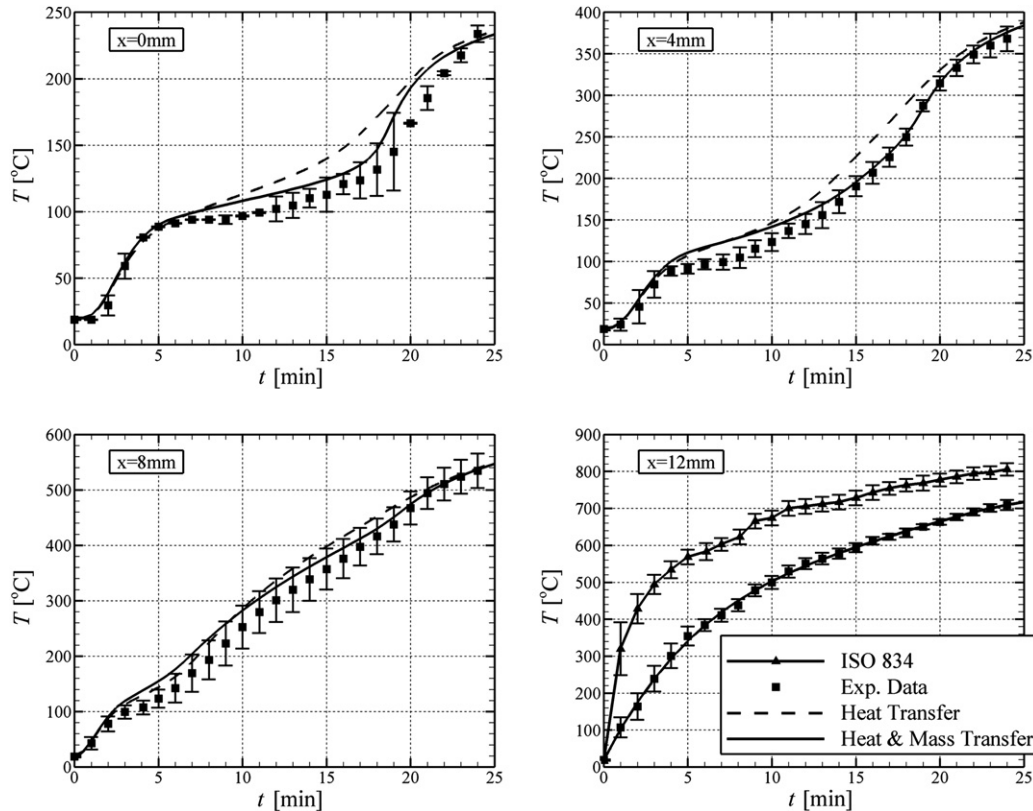 x=0mm
250
200
150
100
50
0
T [°C]
0 5 10 15 20 25
t [min]
x=4mm
400
350
300
250
200
150
100
50
0
T [°C]
0 5 10 15 20 25
t [min]
x=8mm
600
500
400
300
200
100
0
T [°C]
0 5 10 15 20 25
t [min]
x=12mm
900
800
700
600
500
400
300
200
100
0
T [°C]
ISO 834
Exp. Data
Heat Transfer
Heat & Mass Transfer
0 5 10 15 20 25
t [min]